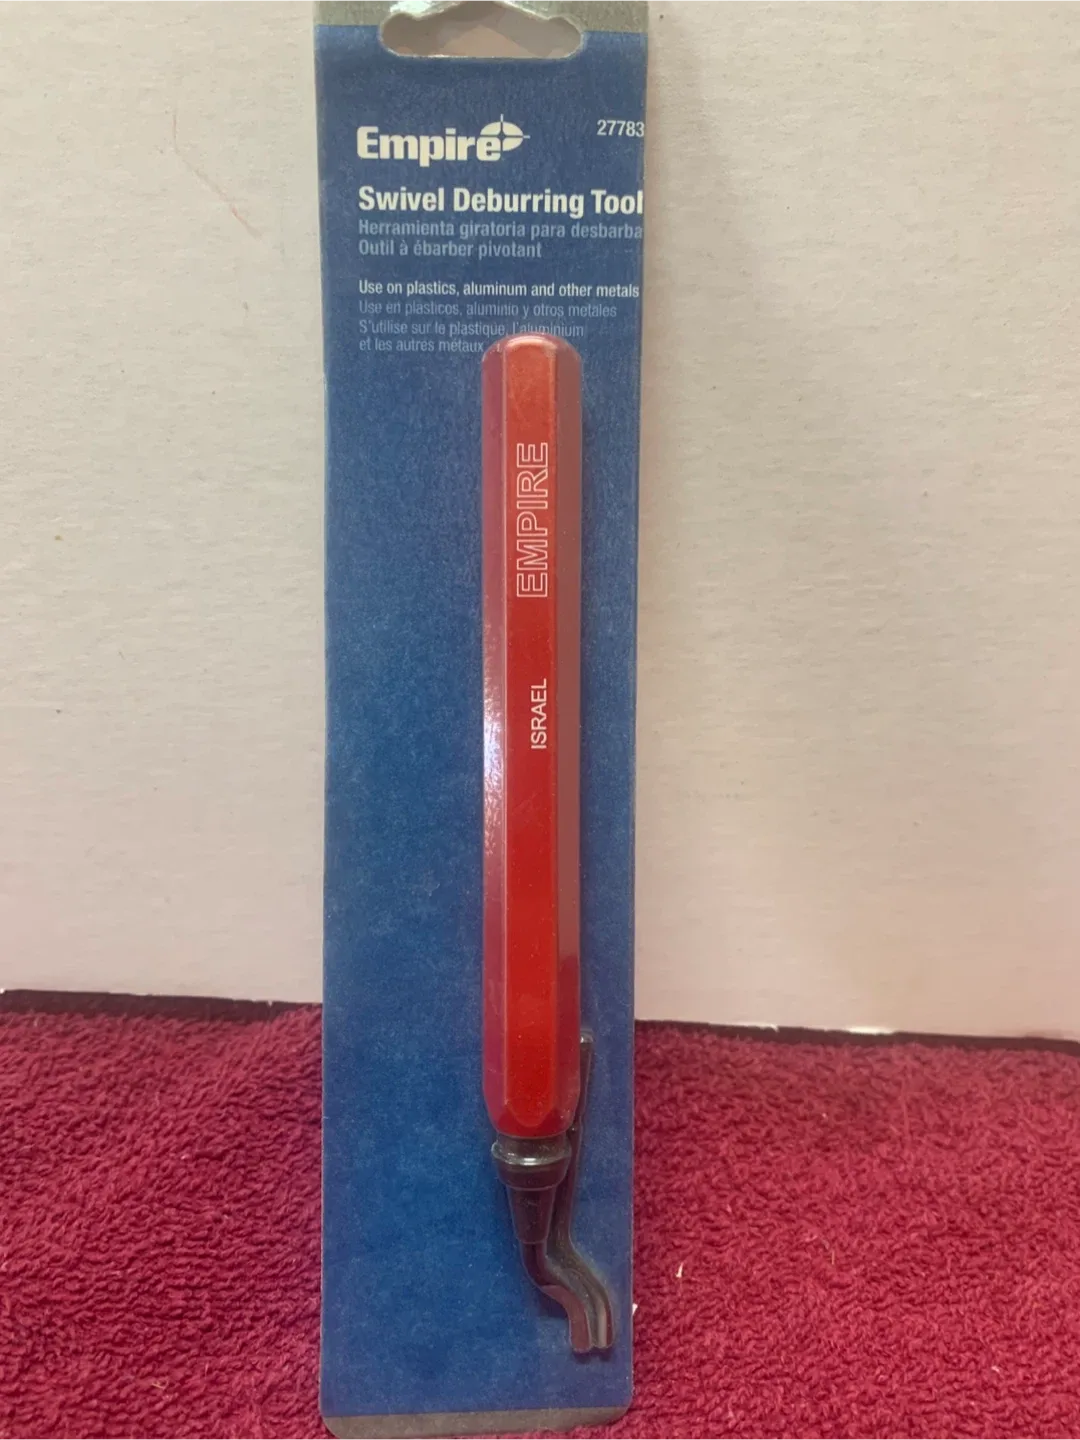 Empire
27783
Swivel Deburring Tool
Herramienta giratoria para desbarba
Outil à ébarber pivotant
Use on plastics, aluminum and other metals
Use en plásticos, aluminio y otros metales
S'utilise sur le plastique, l'aluminium
et les autres métaux
EMPIRE
ISRAEL